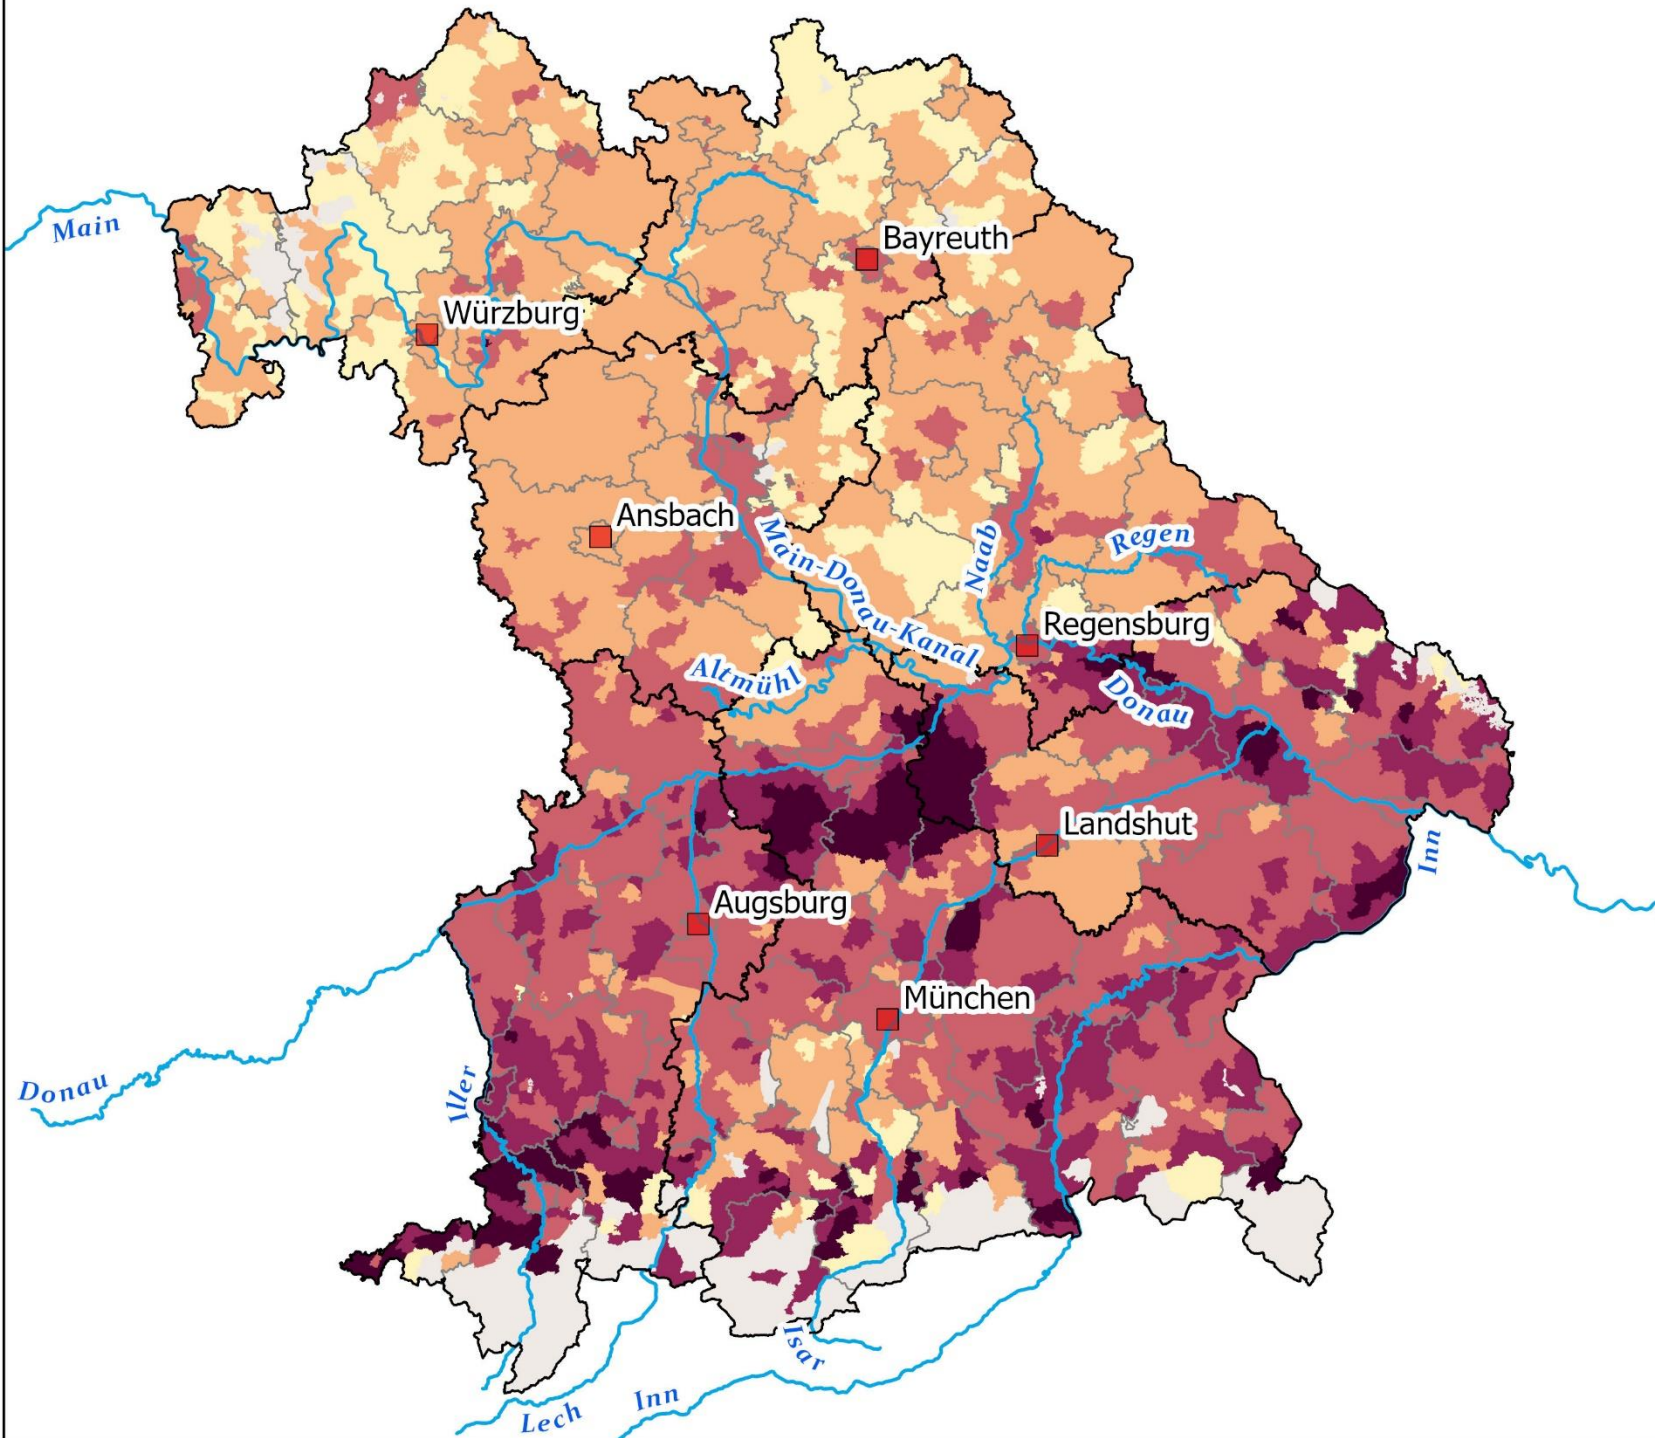 Main
Bayreuth
Würzburg
Ansbach
Main-Donau-Kanal
Naab
Regen
Regensburg
Altmühl
Donau
Landshut
Inn
Augsburg
München
Donau
Iller
Isar
Inn
Lech